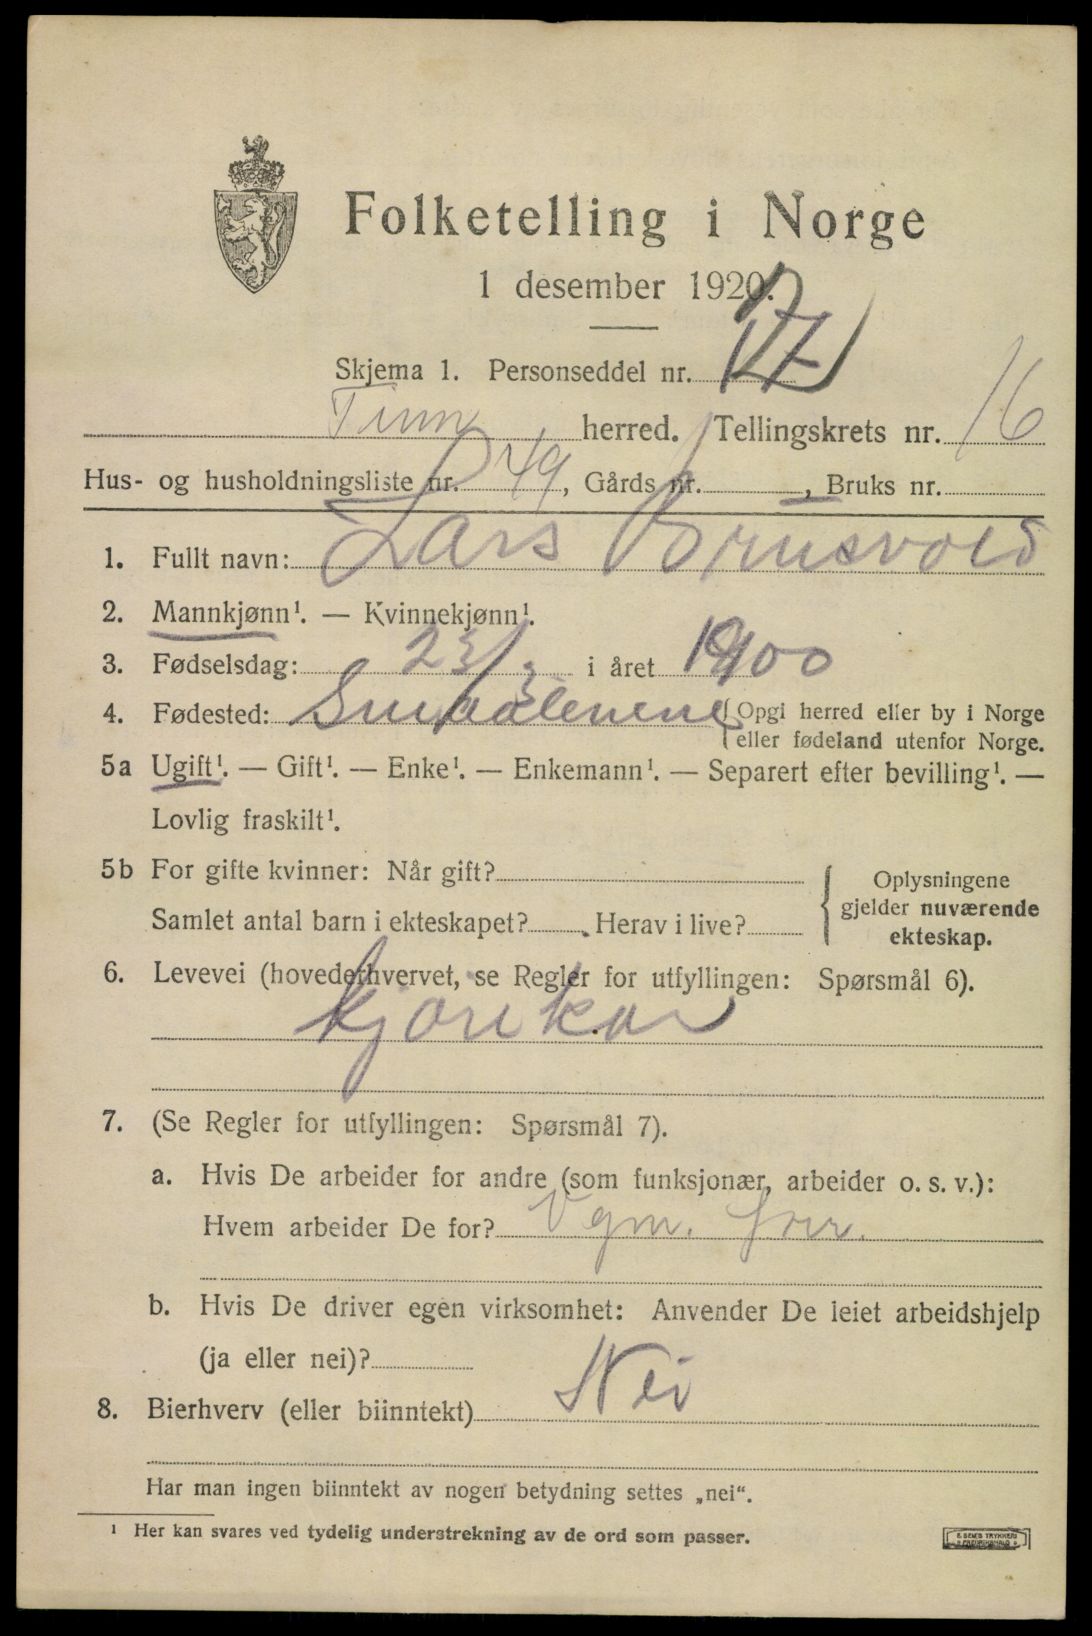 Folketelling i Norge
1 desember 1920.
Skjema 1. Personseddel nr. 17
Tinn herred. Tellingskrets nr. 16
Hus- og husholdningsliste nr. 49, Gårds nr. , Bruks nr.
1. Fullt navn: Lars Brusvold
2. Mannkjønn¹. — Kvinnekjønn¹.
3. Fødselsdag: 23/3 i året 1900
4. Fødested: Smaalenene {Opgi herred eller by i Norge
eller fødeland utenfor Norge.
5a Ugift¹. — Gift¹. — Enke¹. — Enkemann¹. — Separert efter bevilling¹. —
Lovlig fraskilt¹.
5b For gifte kvinner: Når gift?
Samlet antal barn i ekteskapet? . Herav i live?
Oplysningene
gjelder nuværende
ekteskap.
6. Levevei (hovederhvervet, se Regler for utfyllingen: Spørsmål 6).
kjørekar
7. (Se Regler for utfyllingen: Spørsmål 7).
a. Hvis De arbeider for andre (som funksjonær, arbeider o. s. v.):
Hvem arbeider De for?
b. Hvis De driver egen virksomhet: Anvender De leiet arbeidshjelp
(ja eller nei)?
8. Bierhverv (eller biinntekt) Nei
Har man ingen biinntekt av nogen betydning settes „nei“.
¹ Her kan svares ved tydelig understrekning av de ord som passer.